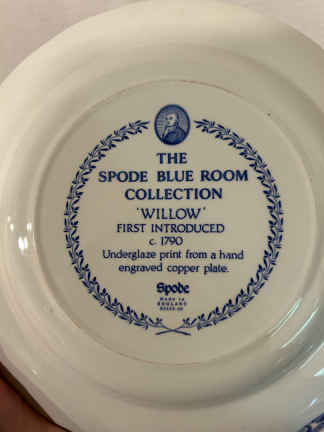 THE
SPODE BLUE ROOM
COLLECTION
'WILLOW'
FIRST INTRODUCED
c. 1790
Underglaze print from a hand
engraved copper plate.
Spode
MADE IN
ENGLAND